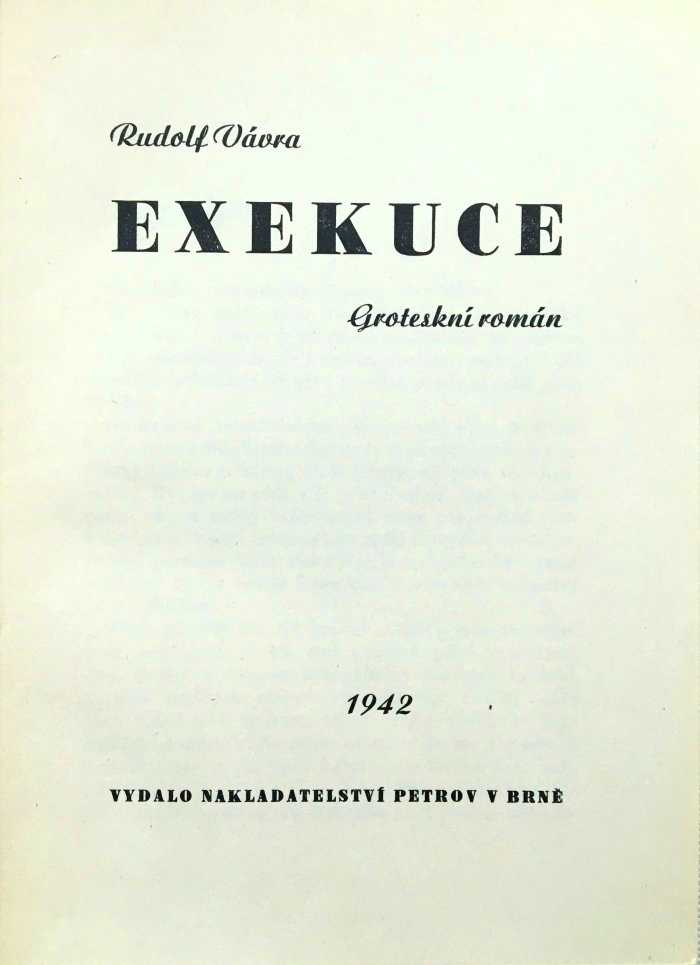 Rudolf Vávra
EXEKUCE
Groteskní román
1942
VYDALO NAKLADATELSTVÍ PETROV V BRNĚ